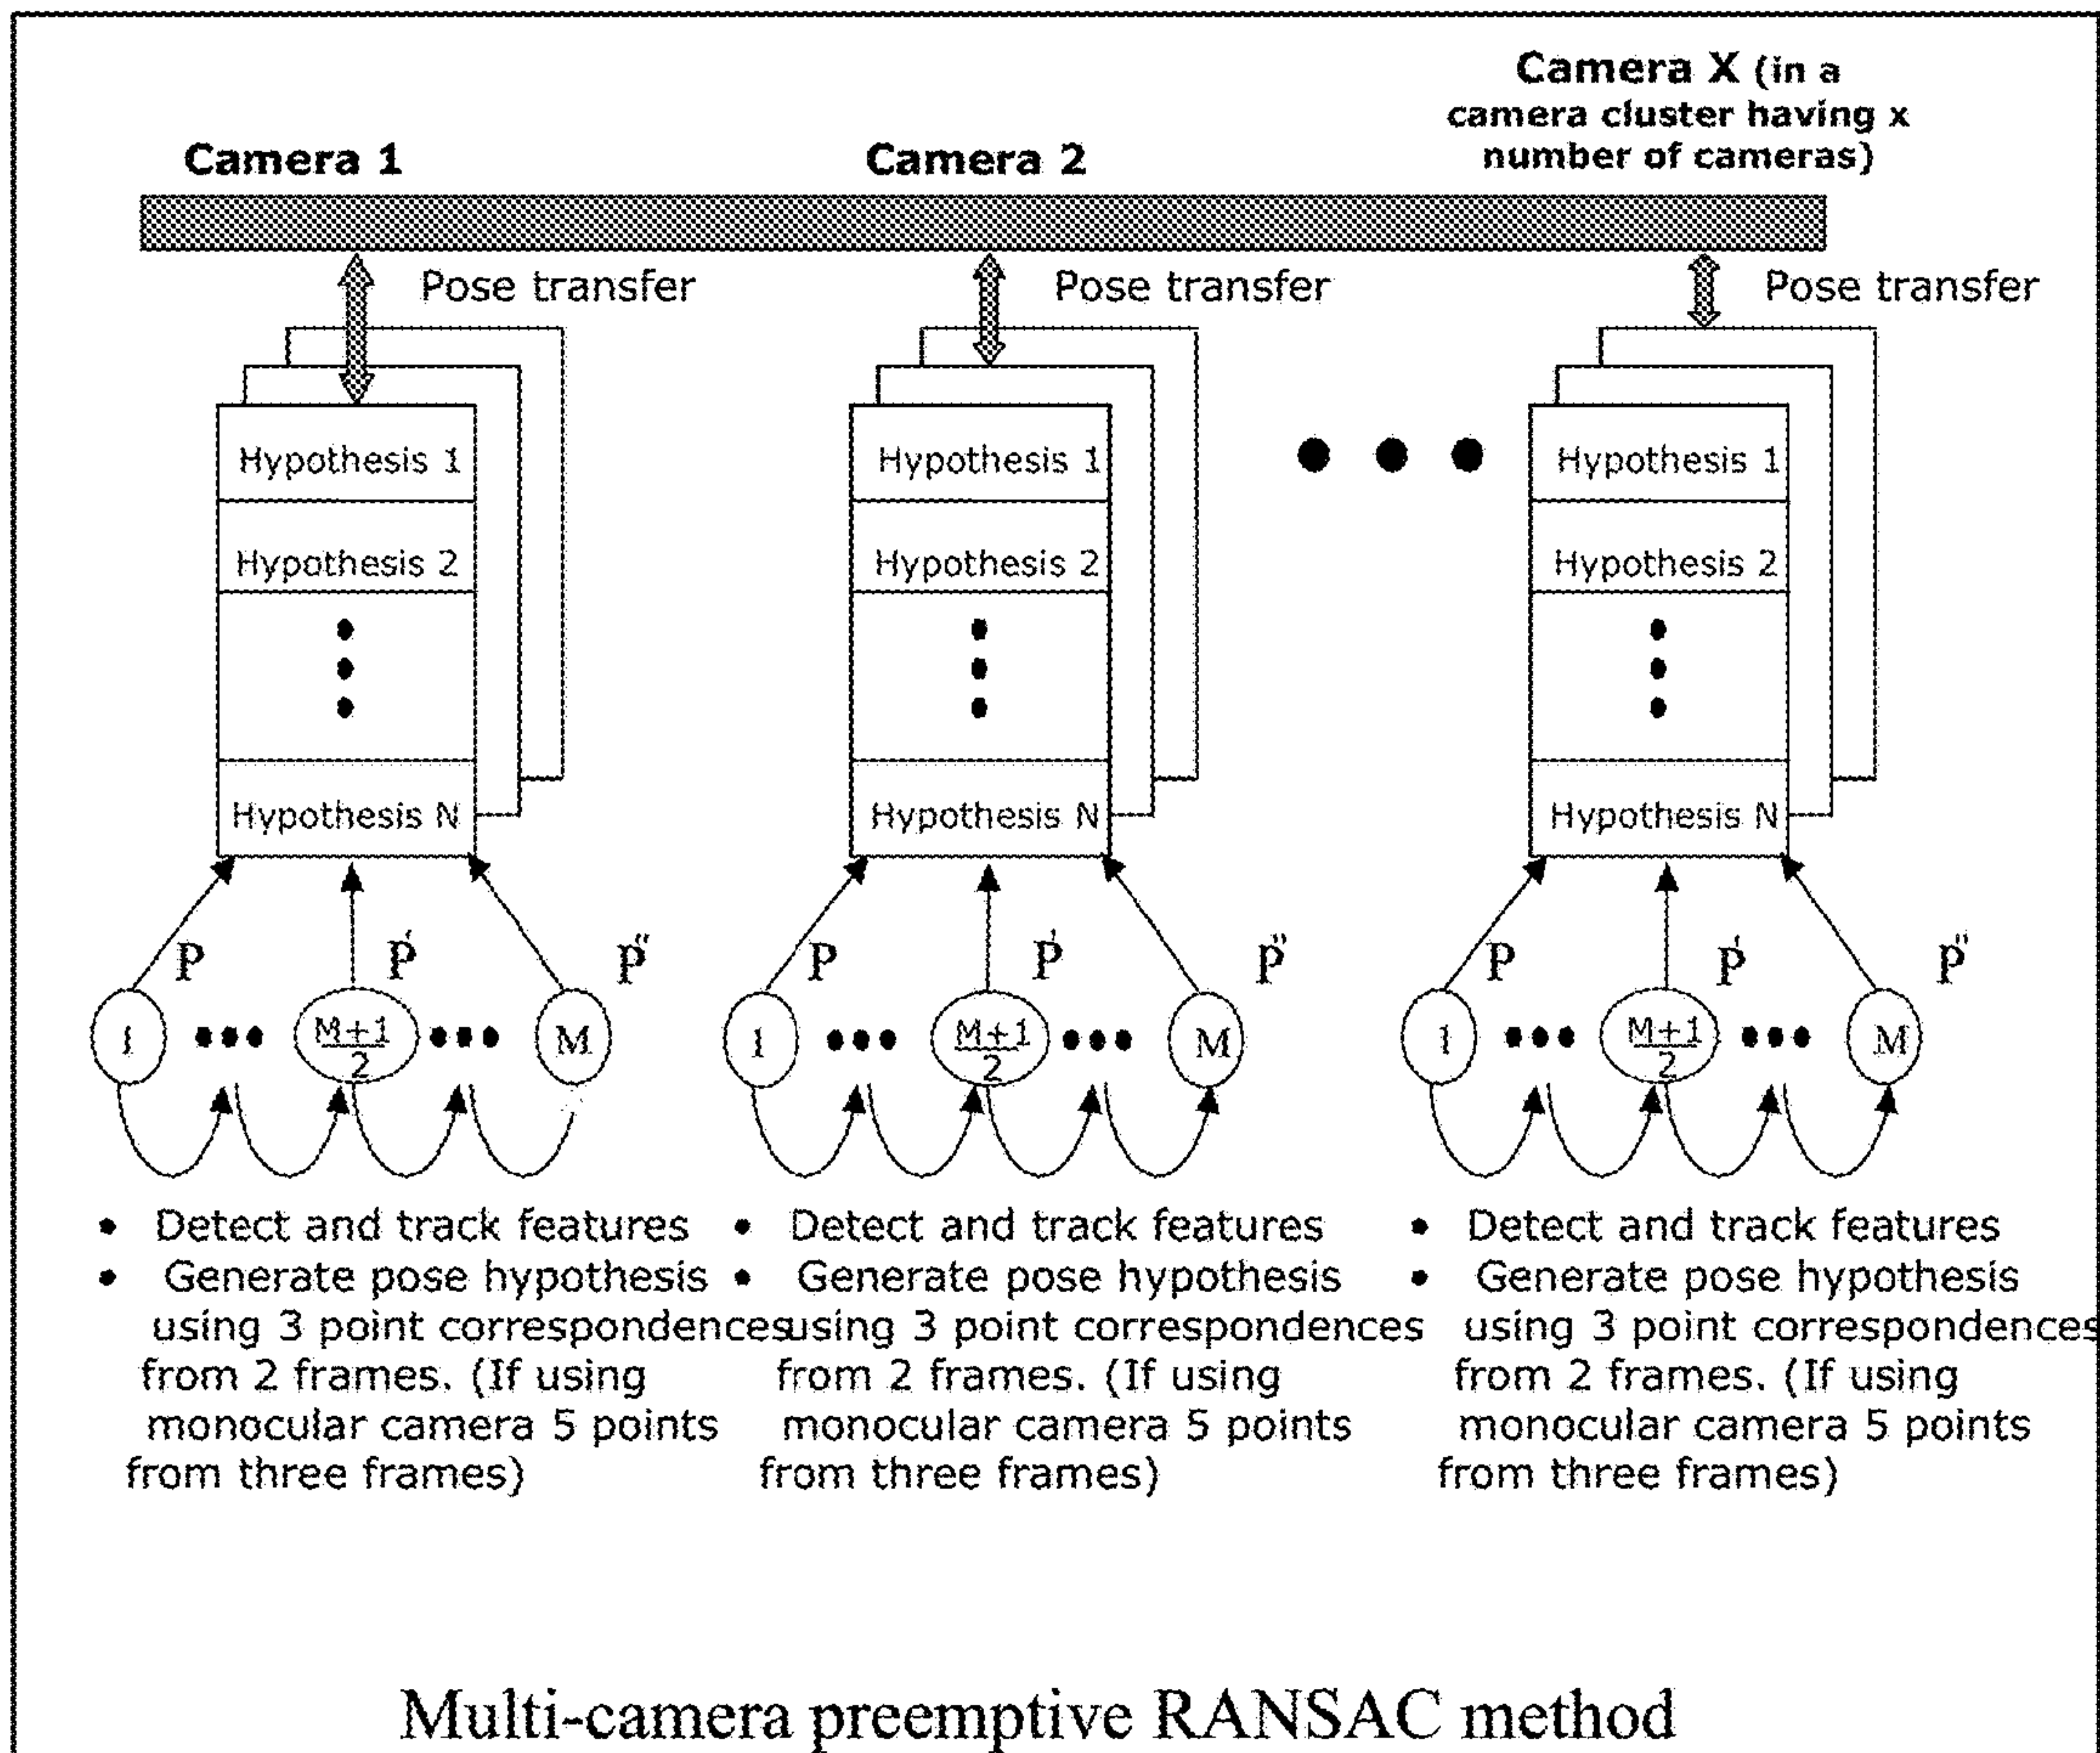 Camera 1
Camera 2
Camera X (in a
camera cluster having x
number of cameras)
Pose transfer
Pose transfer
Pose transfer
Hypothesis 1
Hypothesis 2
Hypothesis N
Hypothesis 1
Hypothesis 2
Hypothesis N
Hypothesis 1
Hypothesis 2
Hypothesis N
P
P'
P"
P
P'
P"
P
P'
P"
1
M+1
2
M
1
M+1
2
M
1
M+1
2
M
• Detect and track features
• Generate pose hypothesis
using 3 point correspondences
from 2 frames. (If using
monocular camera 5 points
from three frames)
• Detect and track features
• Generate pose hypothesis
using 3 point correspondences
from 2 frames. (If using
monocular camera 5 points
from three frames)
• Detect and track features
• Generate pose hypothesis
using 3 point correspondences
from 2 frames. (If using
monocular camera 5 points
from three frames)
Multi-camera preemptive RANSAC method